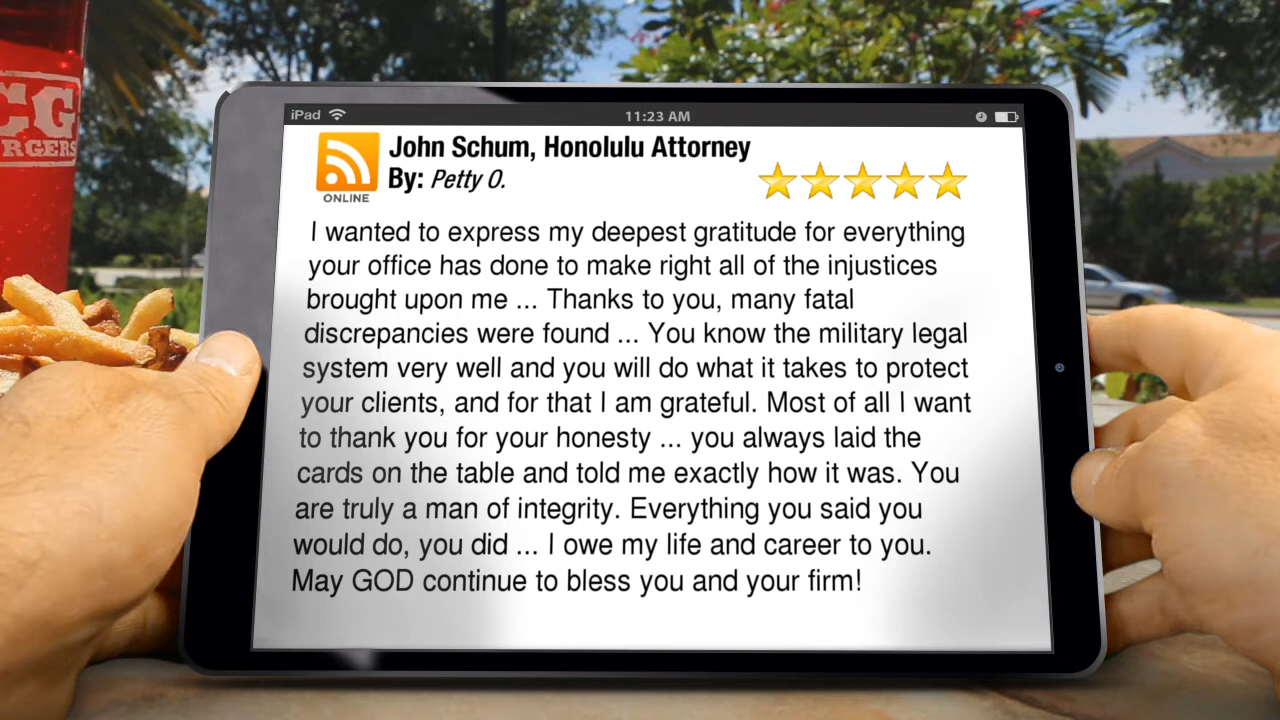 CG
RGERS
iPad 11:23 AM
John Schum, Honolulu Attorney
By: Petty O.
ONLINE
I wanted to express my deepest gratitude for everything
your office has done to make right all of the injustices
brought upon me ... Thanks to you, many fatal
discrepancies were found ... You know the military legal
system very well and you will do what it takes to protect
your clients, and for that I am grateful. Most of all I want
to thank you for your honesty ... you always laid the
cards on the table and told me exactly how it was. You
are truly a man of integrity. Everything you said you
would do, you did ... I owe my life and career to you.
May GOD continue to bless you and your firm!